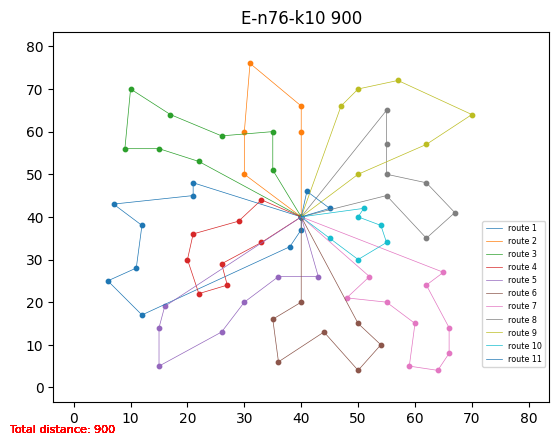 E-n76-k10 900
80
70
60
50
40
30
20
10
0
0 10 20 30 40 50 60 70 80
route 1
route 2
route 3
route 4
route 5
route 6
route 7
route 8
route 9
route 10
route 11
Total distance: 900